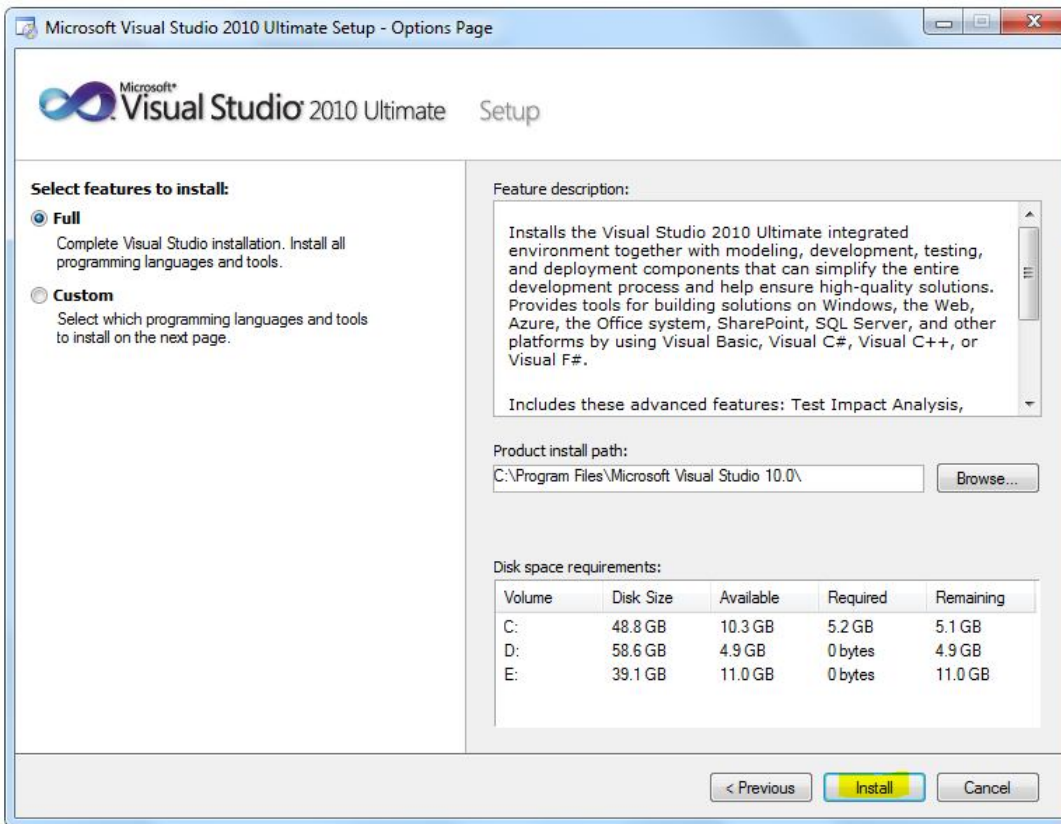 Microsoft Visual Studio 2010 Ultimate Setup - Options Page
Microsoft®
Visual Studio® 2010 Ultimate Setup
Select features to install:
Full
Complete Visual Studio installation. Install all
programming languages and tools.
Custom
Select which programming languages and tools
to install on the next page.
Feature description:
Installs the Visual Studio 2010 Ultimate integrated
environment together with modeling, development, testing,
and deployment components that can simplify the entire
development process and help ensure high-quality solutions.
Provides tools for building solutions on Windows, the Web,
Azure, the Office system, SharePoint, SQL Server, and other
platforms by using Visual Basic, Visual C#, Visual C++, or
Visual F#.
Includes these advanced features: Test Impact Analysis,
Product install path:
C:\Program Files\Microsoft Visual Studio 10.0\
Browse...
Disk space requirements:
Volume Disk Size Available Required Remaining
C: 48.8 GB 10.3 GB 5.2 GB 5.1 GB
D: 58.6 GB 4.9 GB 0 bytes 4.9 GB
E: 39.1 GB 11.0 GB 0 bytes 11.0 GB
< Previous Install Cancel